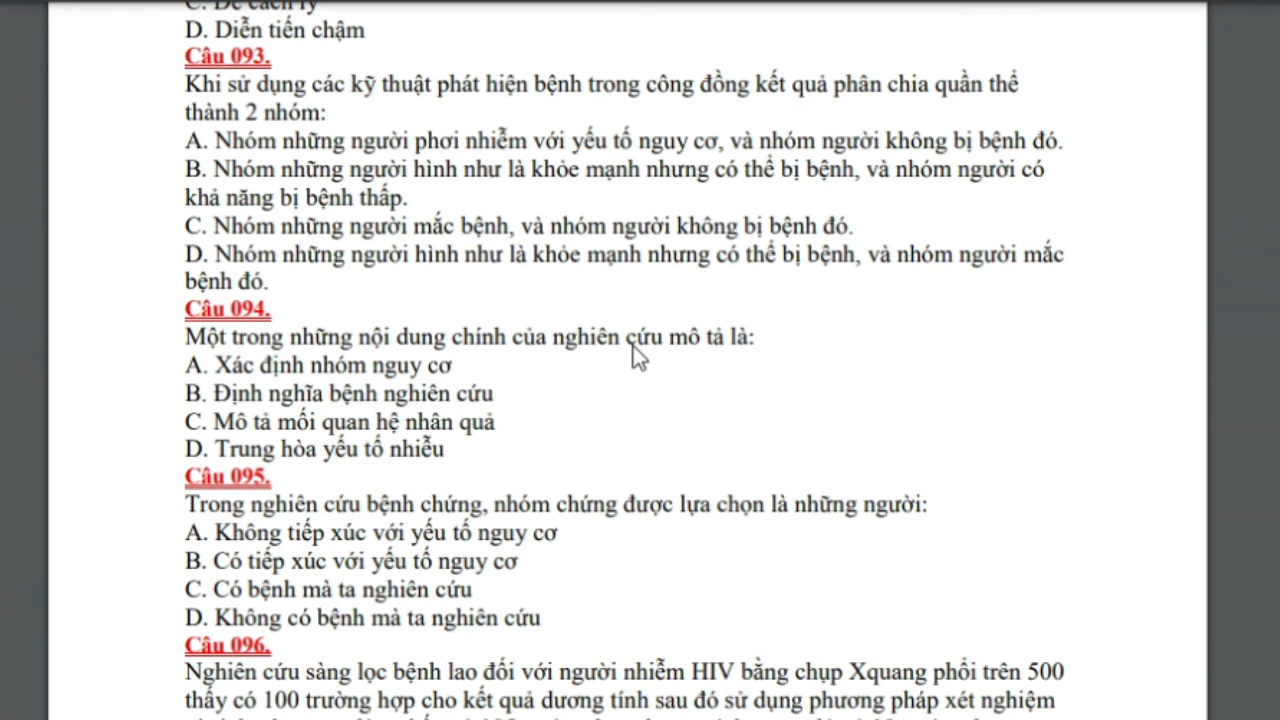 C. Dễ cách ly
D. Diễn tiến chậm
Câu 093.
Khi sử dụng các kỹ thuật phát hiện bệnh trong công đồng kết quả phân chia quần thể
thành 2 nhóm:
A. Nhóm những người phơi nhiễm với yếu tố nguy cơ, và nhóm người không bị bệnh đó.
B. Nhóm những người hình như là khỏe mạnh nhưng có thể bị bệnh, và nhóm người có
khả năng bị bệnh thấp.
C. Nhóm những người mắc bệnh, và nhóm người không bị bệnh đó.
D. Nhóm những người hình như là khỏe mạnh nhưng có thể bị bệnh, và nhóm người mắc
bệnh đó.
Câu 094.
Một trong những nội dung chính của nghiên cứu mô tả là:
A. Xác định nhóm nguy cơ
B. Định nghĩa bệnh nghiên cứu
C. Mô tả mối quan hệ nhân quả
D. Trung hòa yếu tố nhiễu
Câu 095.
Trong nghiên cứu bệnh chứng, nhóm chứng được lựa chọn là những người:
A. Không tiếp xúc với yếu tố nguy cơ
B. Có tiếp xúc với yếu tố nguy cơ
C. Có bệnh mà ta nghiên cứu
D. Không có bệnh mà ta nghiên cứu
Câu 096.
Nghiên cứu sàng lọc bệnh lao đối với người nhiễm HIV bằng chụp Xquang phổi trên 500
thấy có 100 trường hợp cho kết quả dương tính sau đó sử dụng phương pháp xét nghiệm